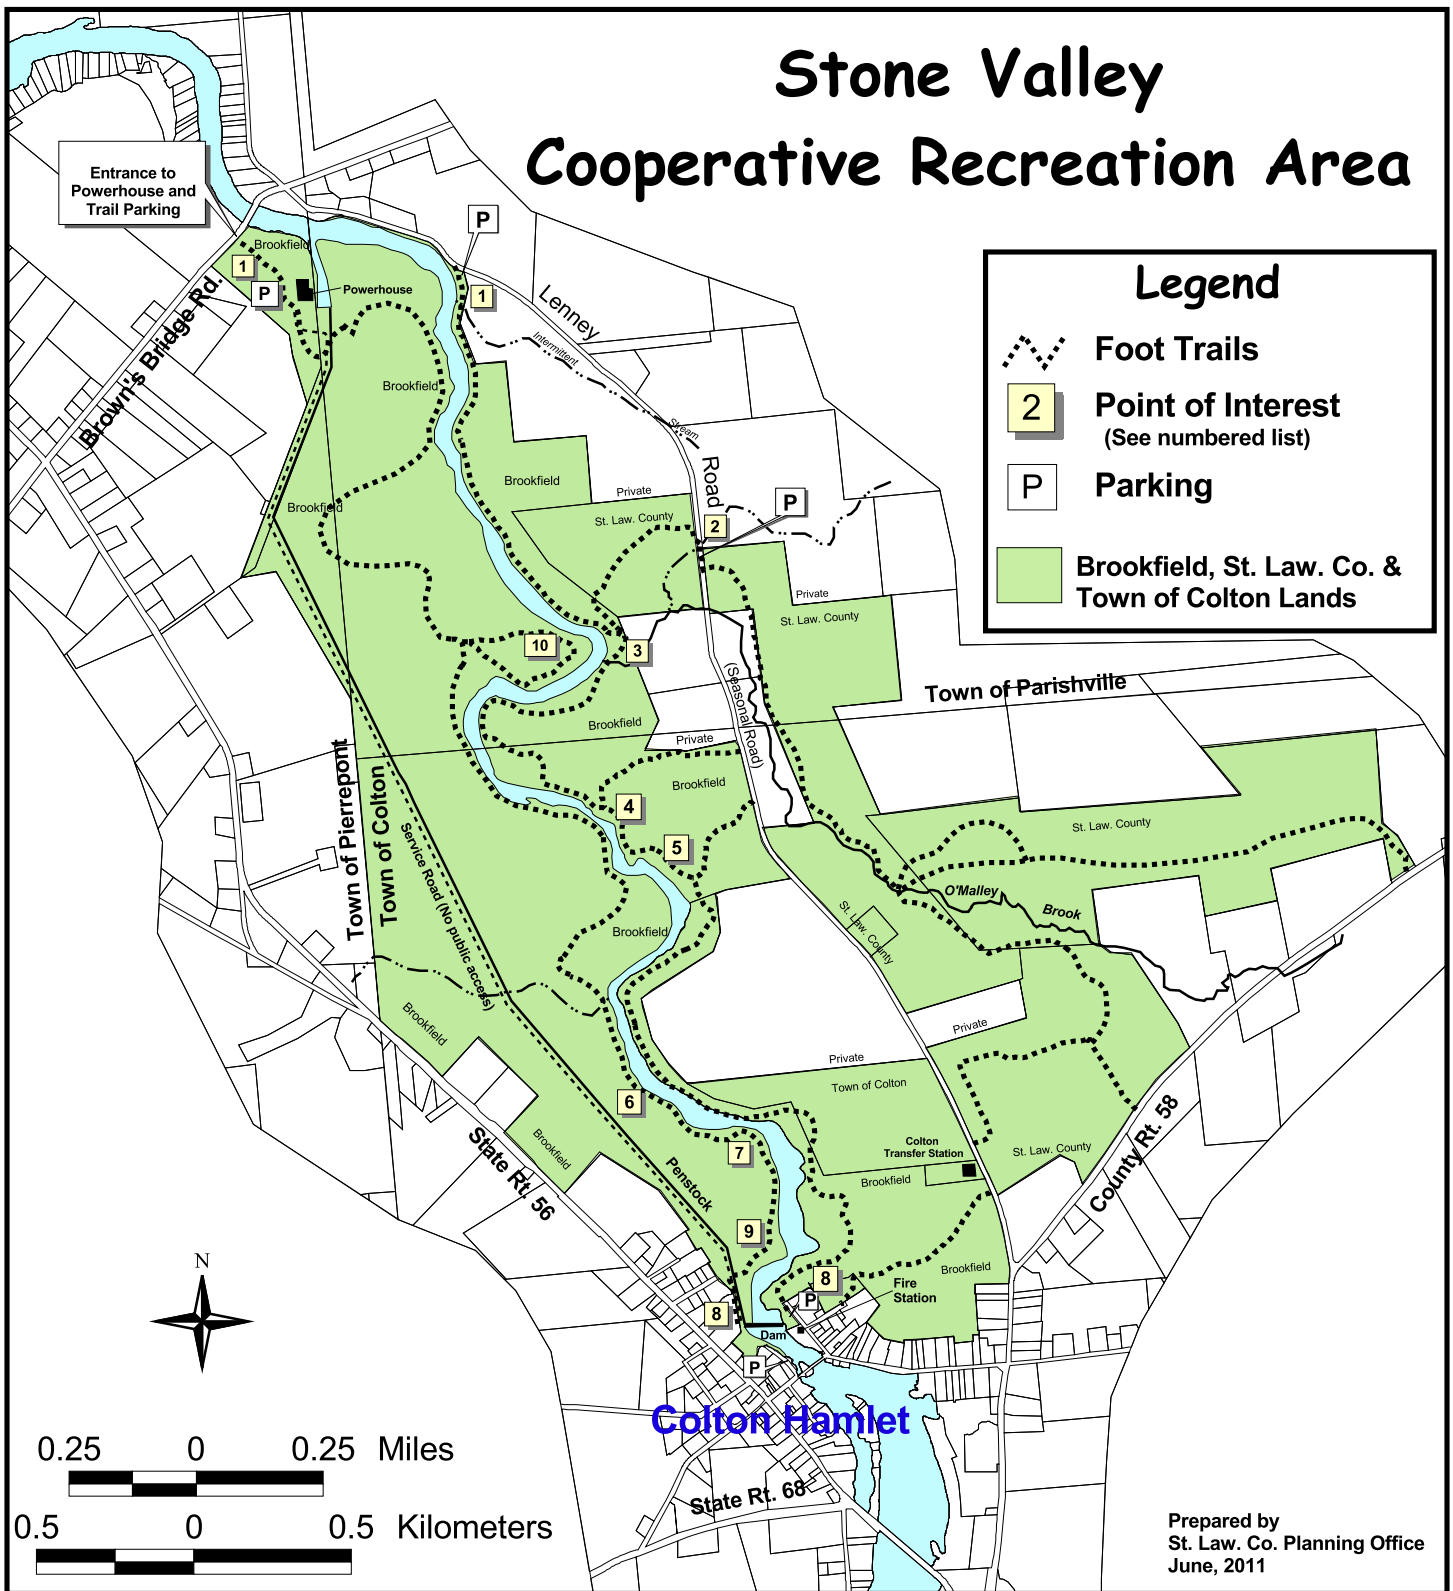 Stone Valley
Cooperative Recreation Area
Entrance to
Powerhouse and
Trail Parking
P
Brookfield
1
P
Powerhouse
1
Brown's Bridge Rd.
Lenney
Intermittent
Stream
Road
Brookfield
Brookfield
Brookfield
Private
St. Law. County
2
P
Private
St. Law. County
10
3
(Seasonal Road)
Brookfield
Private
Town of Parishville
Town of Pierrepont
Town of Colton
Service Road (No public access)
Brookfield
4
5
St. Law. County
O'Malley
Brook
St. Law. County
Brookfield
Brookfield
Private
Private
Town of Colton
6
7
Brookfield
State Rt. 56
Penstock
Colton
Transfer Station
St. Law. County
County Rt. 58
Brookfield
9
Brookfield
8
P
Fire
Station
8
Dam
P
Colton Hamlet
State Rt. 68
Legend
Foot Trails
2
Point of Interest
(See numbered list)
P
Parking
Brookfield, St. Law. Co. &
Town of Colton Lands
N
0.25 0 0.25 Miles
0.5 0 0.5 Kilometers
Prepared by
St. Law. Co. Planning Office
June, 2011